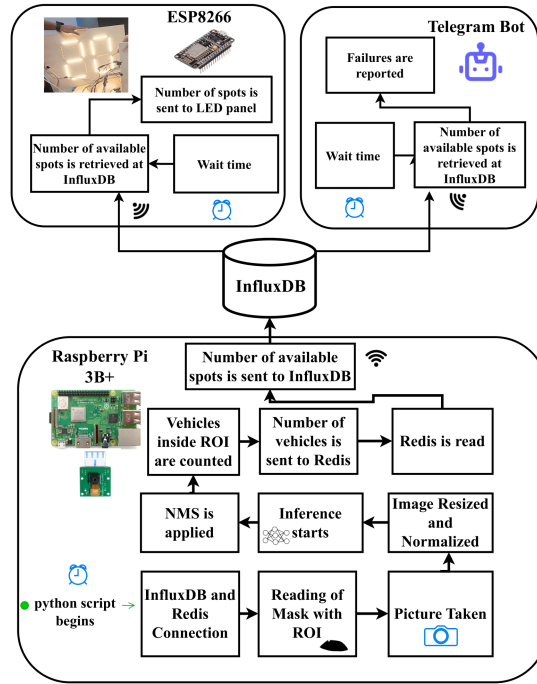 ESP8266
Number of spots is
sent to LED panel
Number of available
spots is retrieved at
InfluxDB
Wait time
Telegram Bot
Failures are
reported
Wait time
Number of
available spots is
retrieved at
InfluxDB
InfluxDB
Raspberry Pi
3B+
Number of available
spots is sent to InfluxDB
Vehicles
inside ROI
are counted
Number of
vehicles is
sent to Redis
Redis is read
NMS is
applied
Inference
starts
Image Resized
and
Normalized
python script
begins
InfluxDB and
Redis
Connection
Reading of
Mask with
ROI
Picture Taken